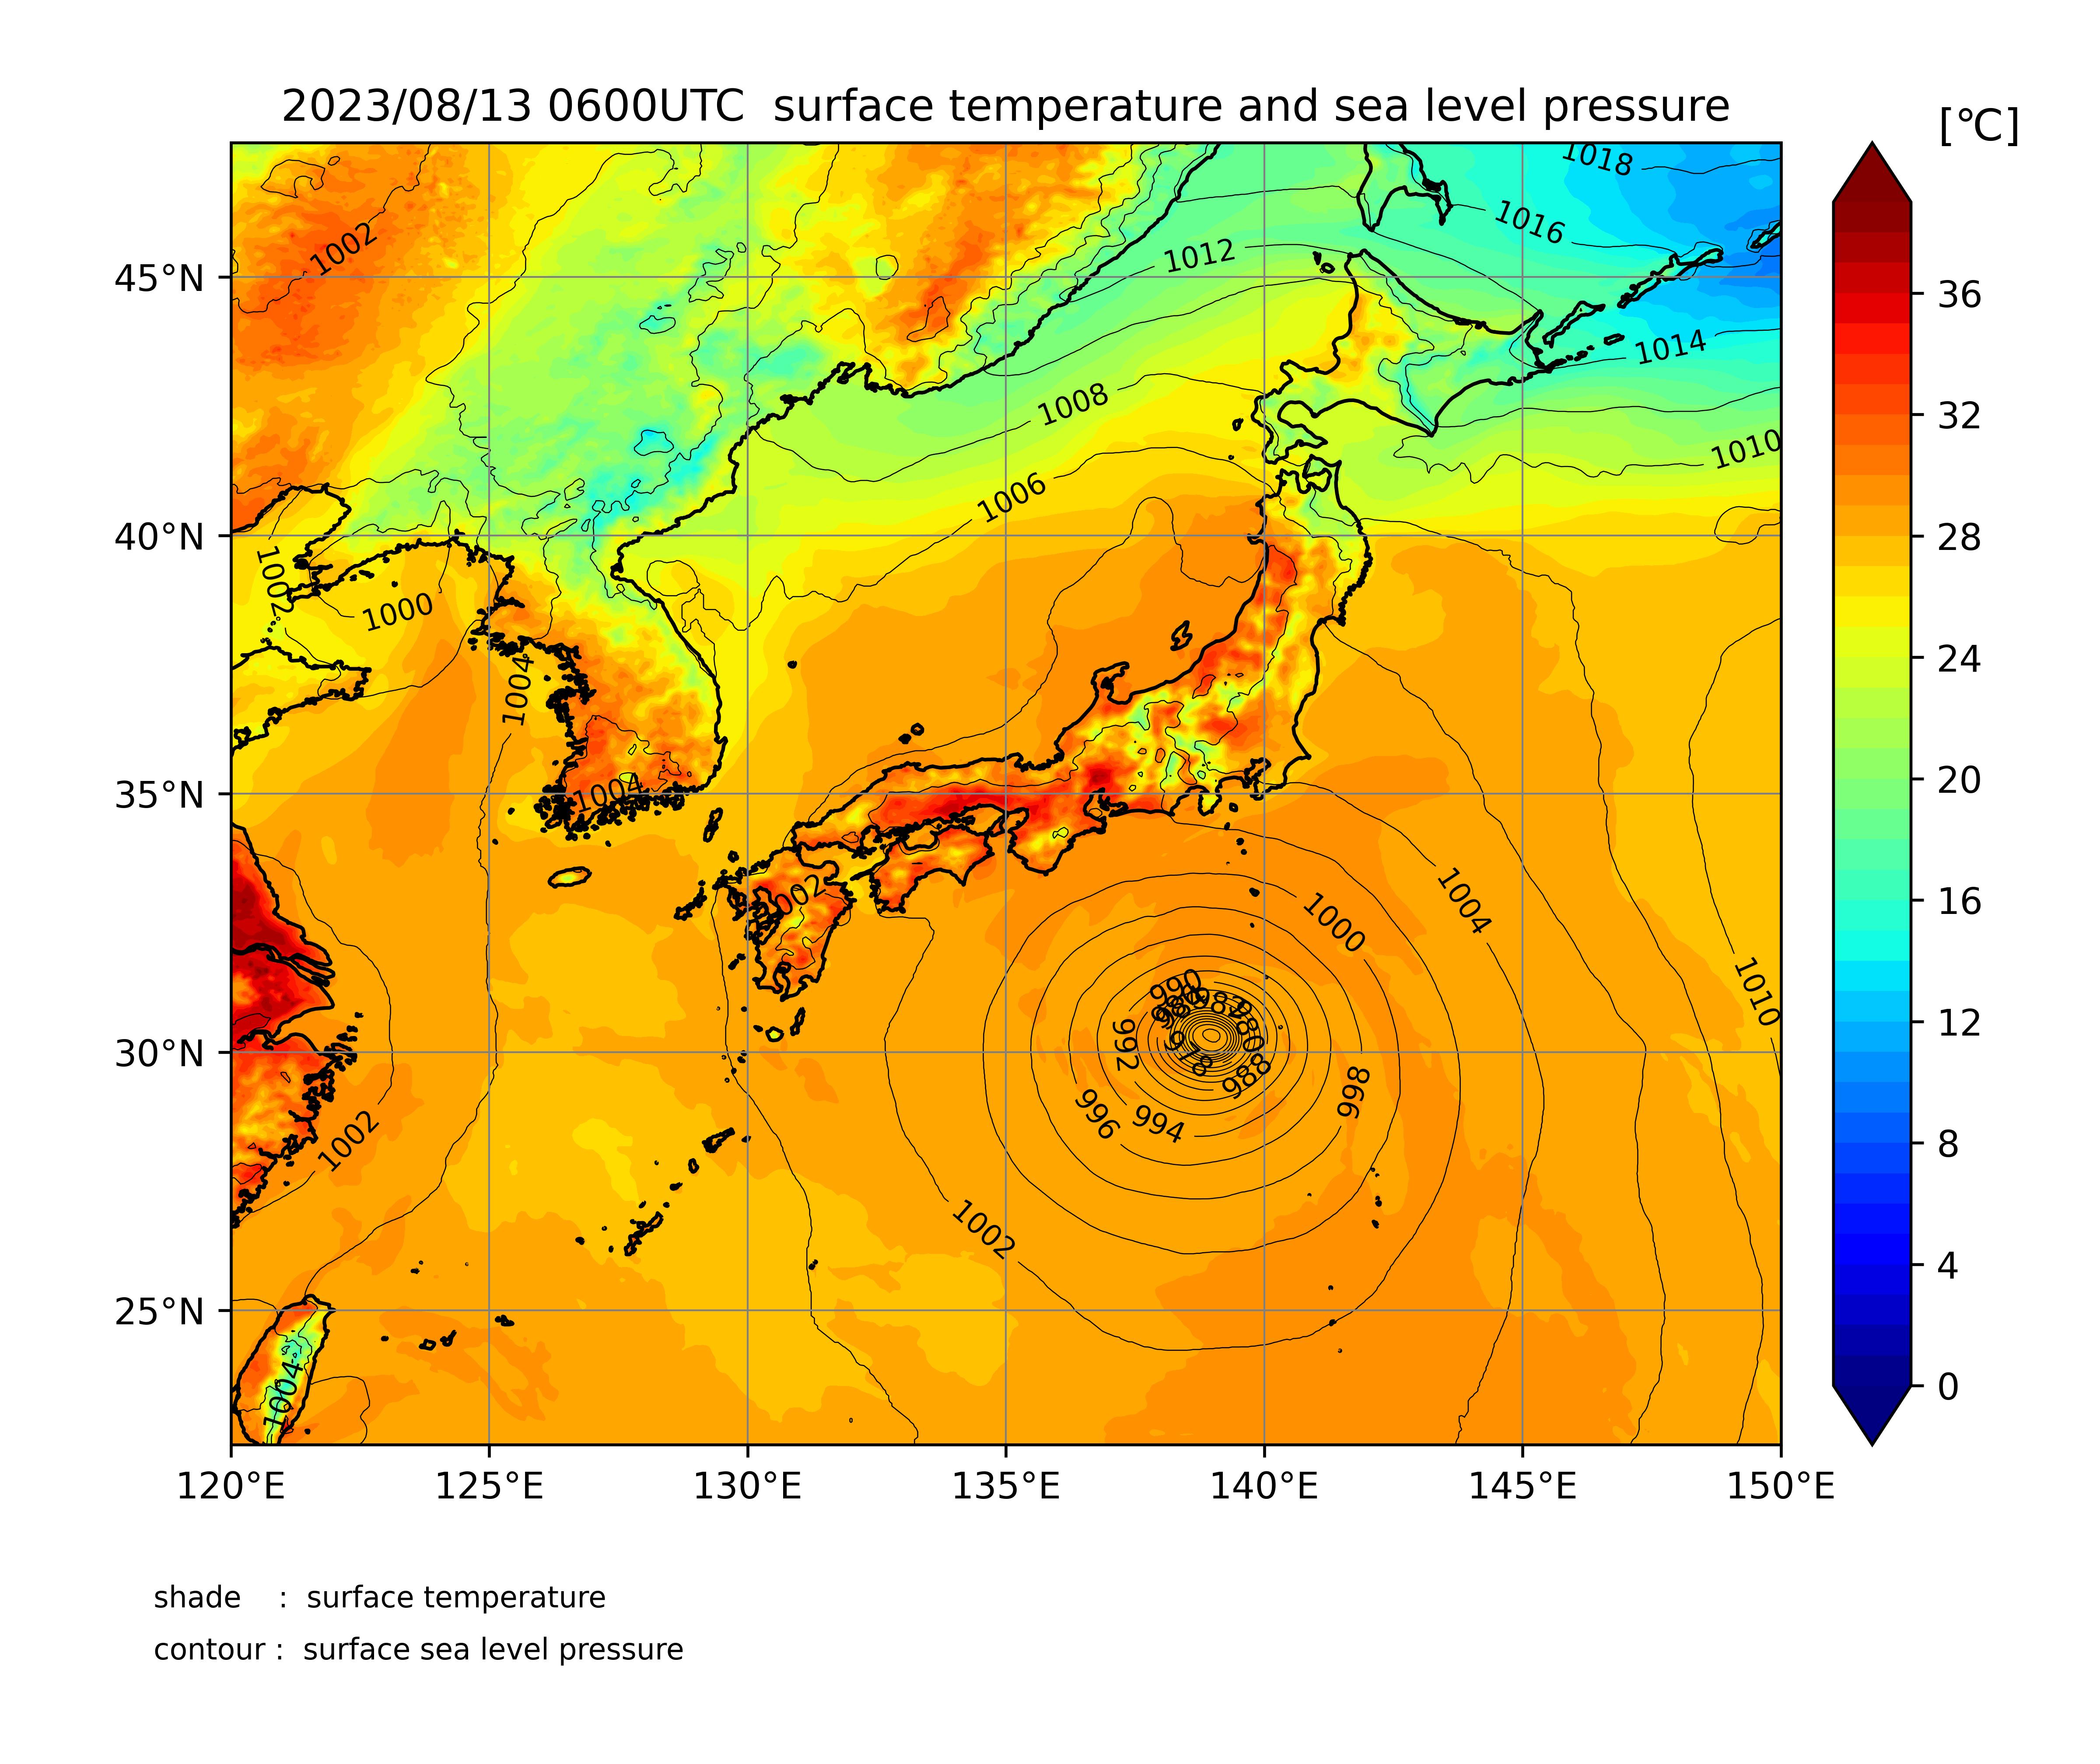 2023/08/13 0600UTC  surface temperature and sea level pressure
[°C]
1018
1016
1002
1012
45°N
36
1014
1008
32
1010
1006
40°N
28
1002
1000
24
1004
20
1004
35°N
16
1004
1000
1010
990
12
992
980
30°N
978
988
998
996
994
8
1002
1002
4
25°N
1004
0
120°E
125°E
130°E
135°E
140°E
145°E
150°E
shade    :  surface temperature
contour :  surface sea level pressure